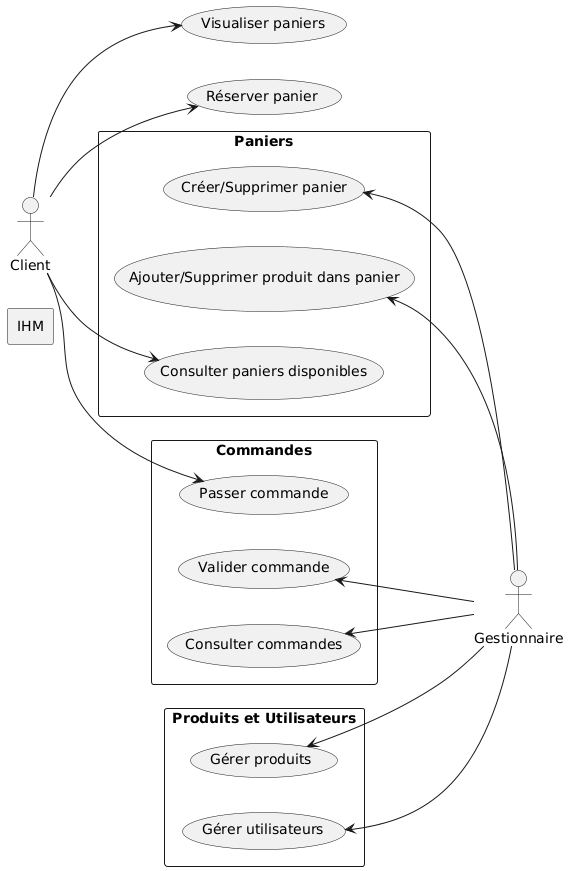 Visualiser paniers
Réserver panier
Paniers
Créer/Supprimer panier
Ajouter/Supprimer produit dans panier
Consulter paniers disponibles
Client
IHM
Commandes
Passer commande
Valider commande
Consulter commandes
Gestionnaire
Produits et Utilisateurs
Gérer produits
Gérer utilisateurs